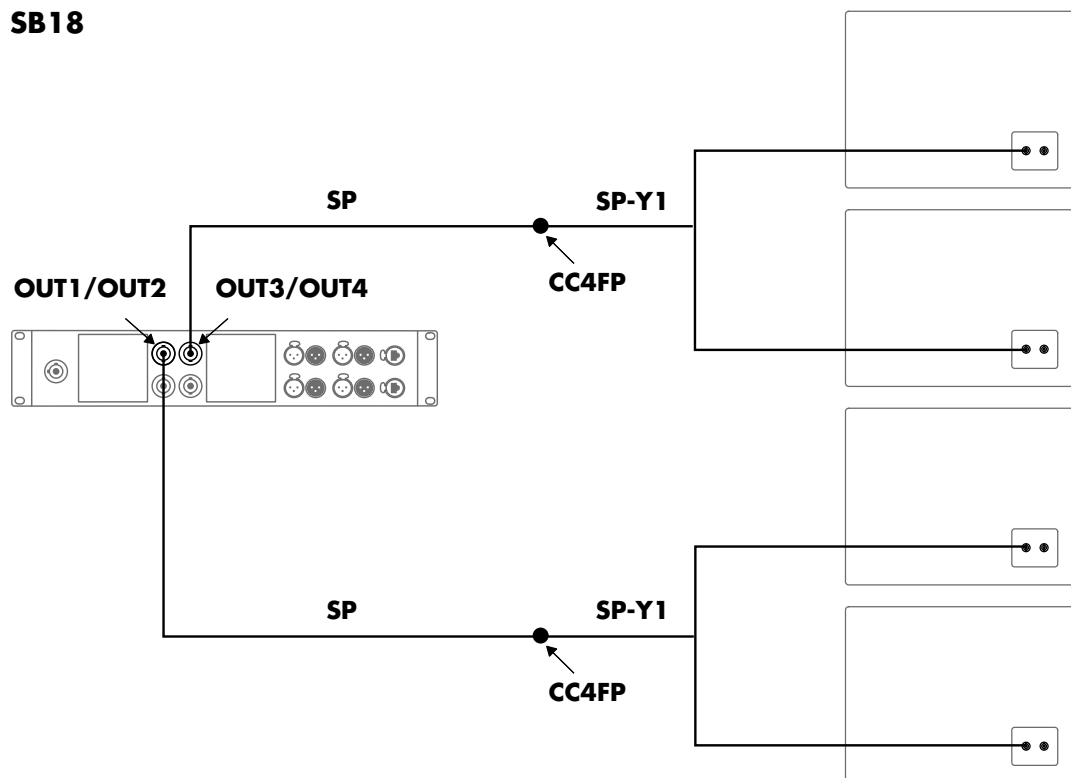 SB18
SP
SP-Y1
CC4FP
OUT1/OUT2
OUT3/OUT4
SP
SP-Y1
CC4FP